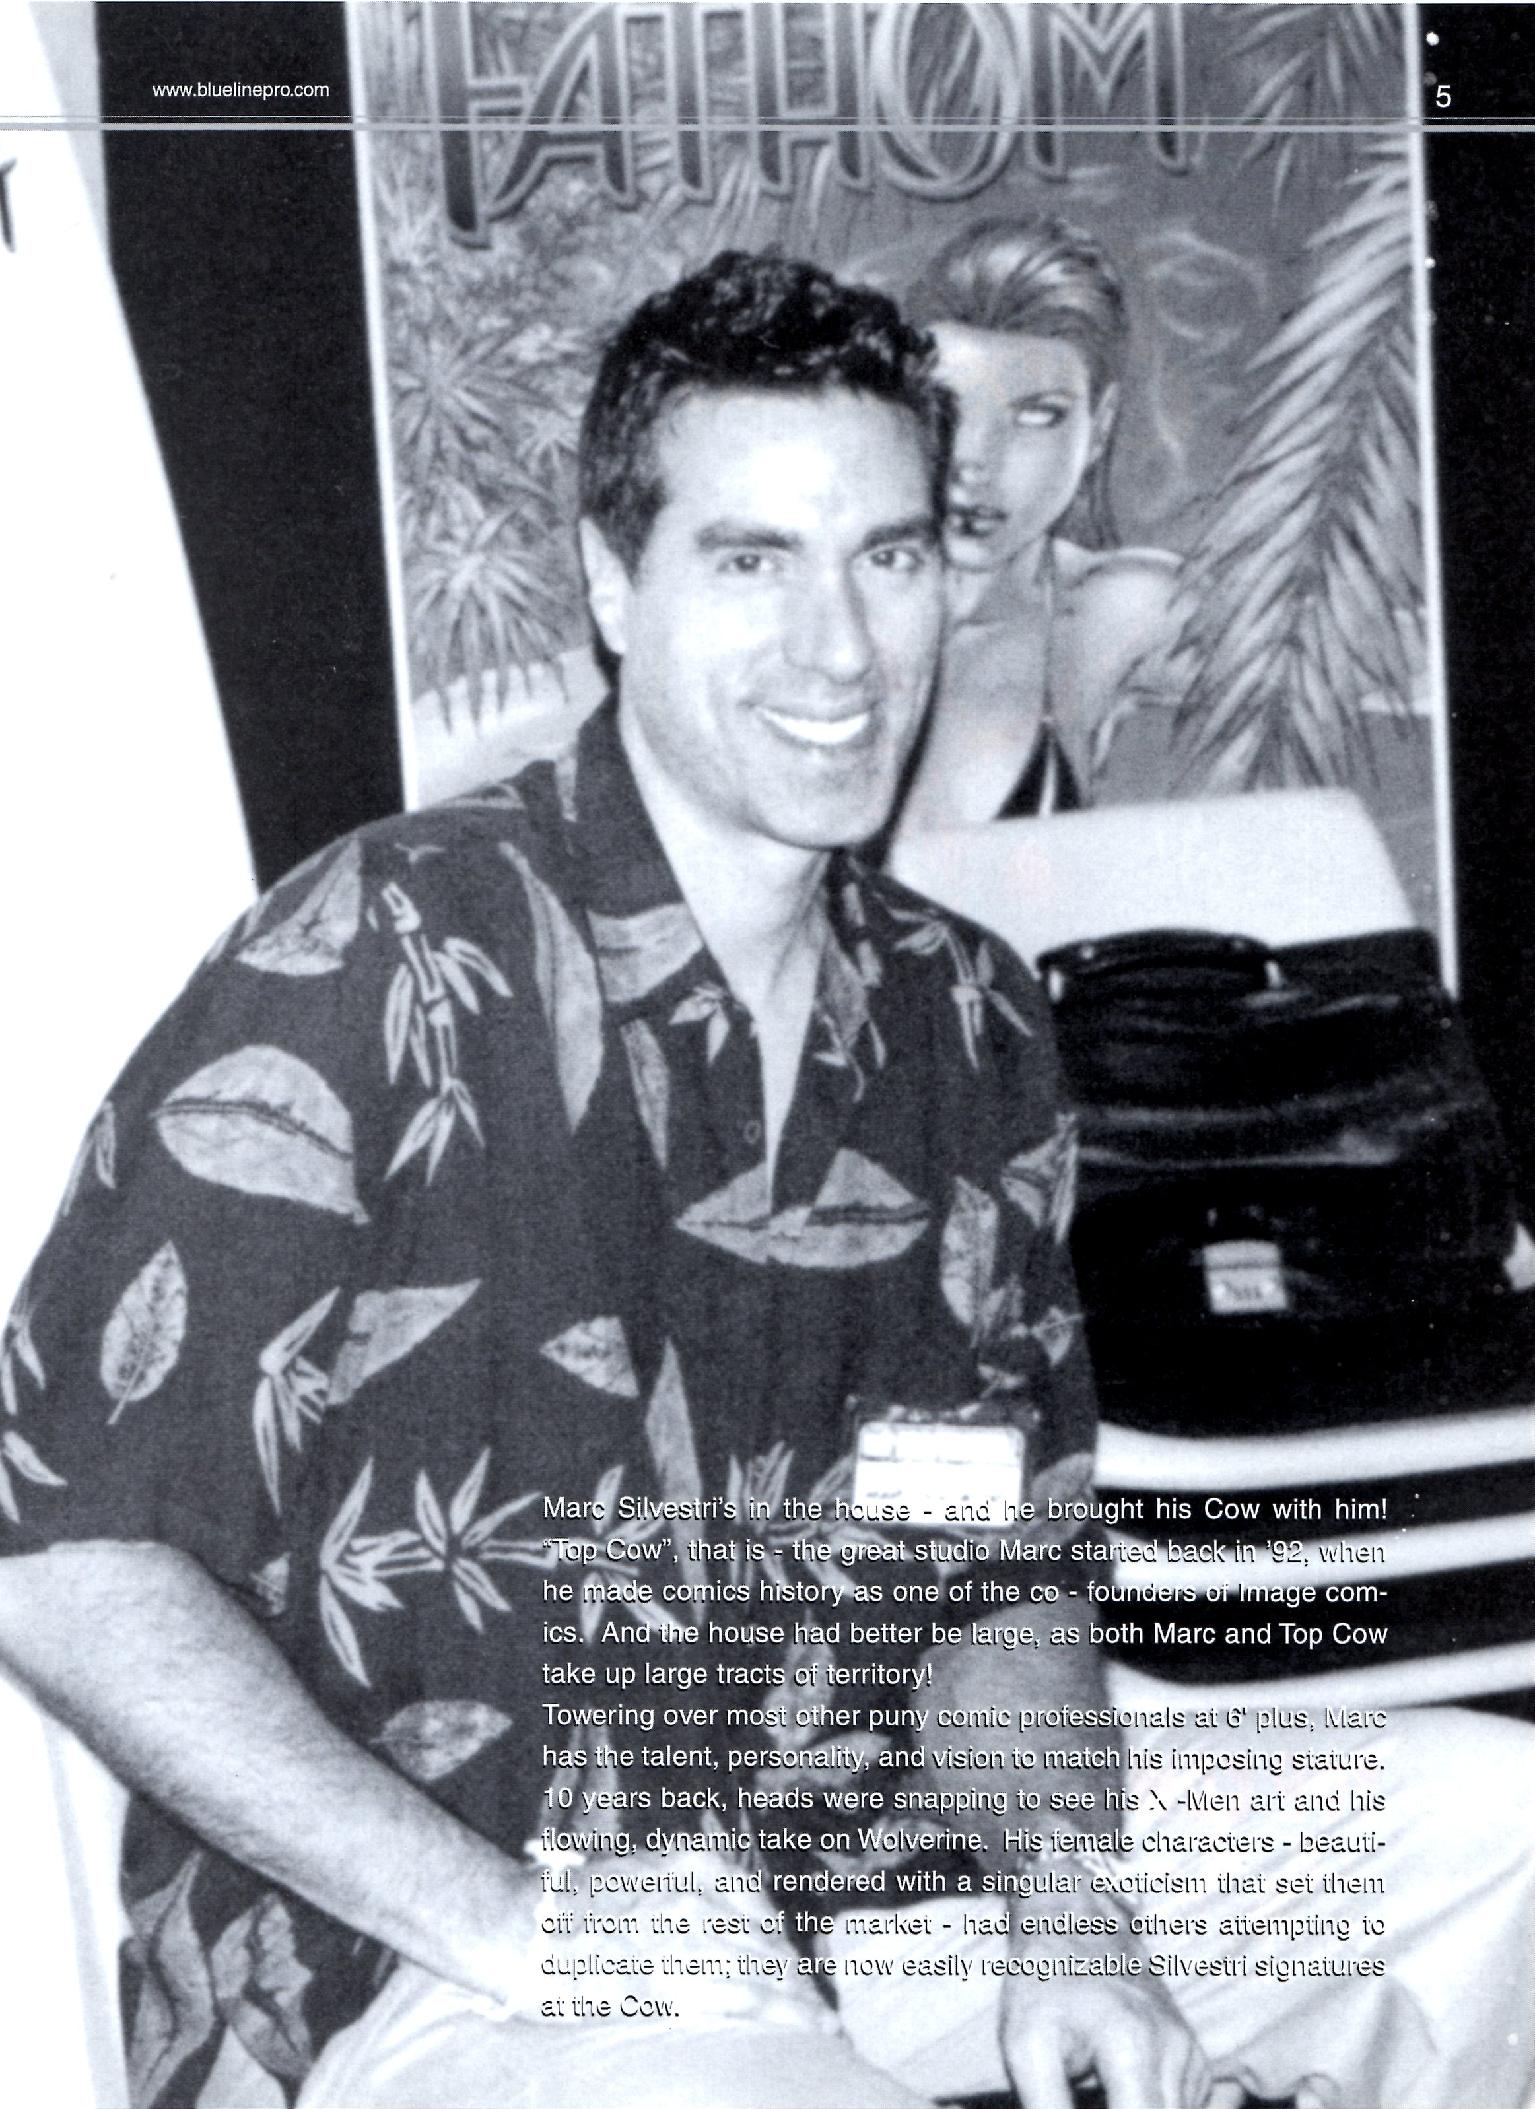 FATHOM
www.bluelinepro.com
5
T
Marc Silvestri's in the house - and he brought his Cow with him!
"Top Cow", that is - the great studio Marc started back in '92, when
he made comics history as one of the co - founders of Image com-
ics. And the house had better be large, as both Marc and Top Cow
take up large tracts of territory!
Towering over most other puny comic professionals at 6' plus, Marc
has the talent, personality, and vision to match his imposing stature.
10 years back, heads were snapping to see his X -Men art and his
flowing, dynamic take on Wolverine. His female characters - beauti-
ful, powerful, and rendered with a singular exoticism that set them
off from the rest of the market - had endless others attempting to
duplicate them; they are now easily recognizable Silvestri signatures
at the Cow.